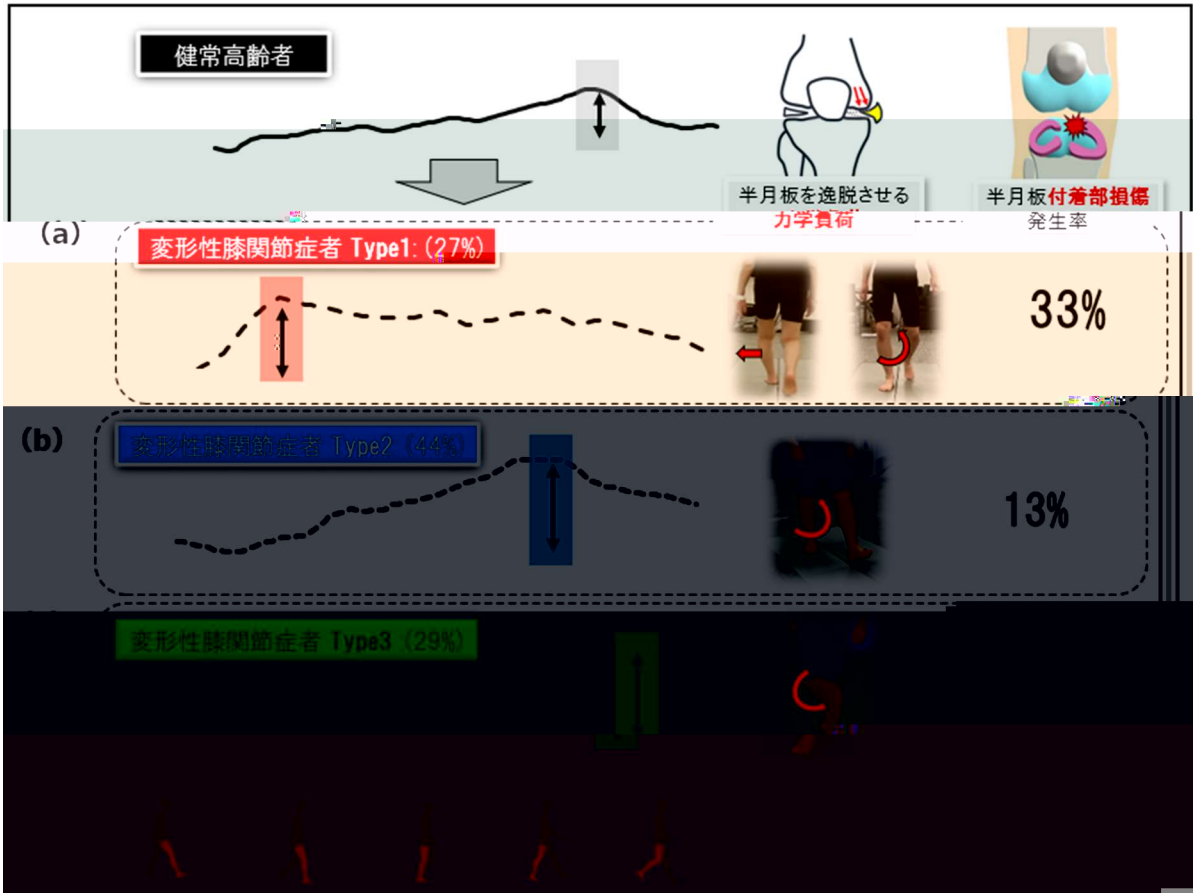 健常高齢者
半月板を逸脱させる
力学負荷
半月板付着部損傷
発生率
(a)
変形性膝関節症者 Type1: (27%)
33%
(b)
変形性膝関節症者 Type2 (44%)
13%
変形性膝関節症者 Type3 (29%)